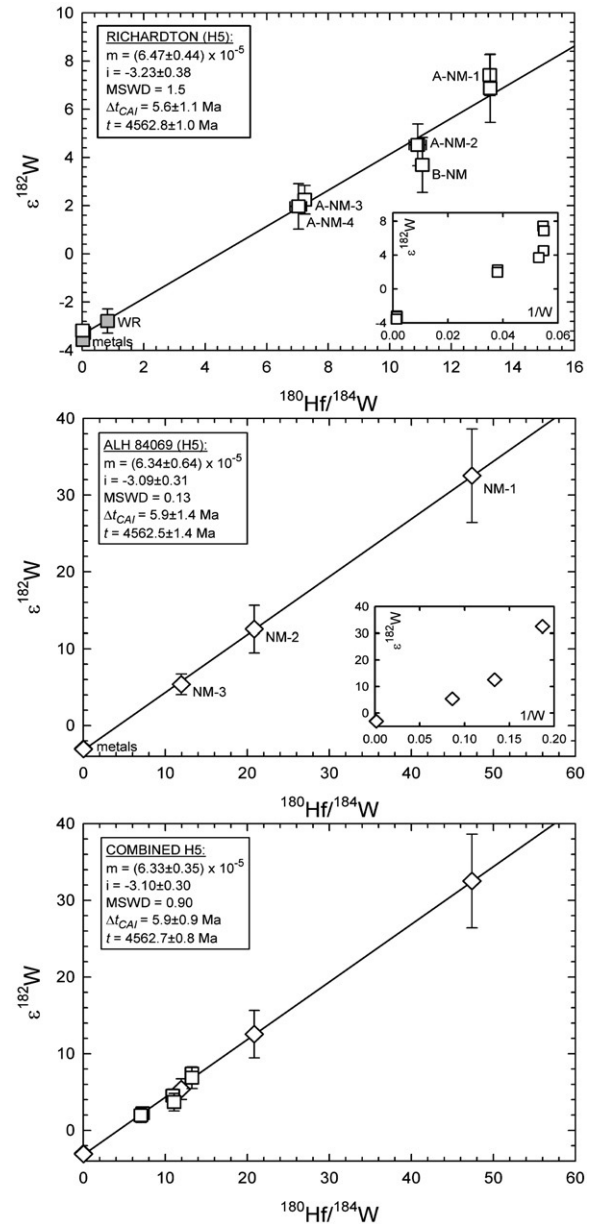 RICHARDTON (H5):
m = (6.47±0.44) x 10⁻⁵
i = -3.23±0.38
MSWD = 1.5
Δt_CAI = 5.6±1.1 Ma
t = 4562.8±1.0 Ma
10
8
6
4
2
0
-2
-4
ε¹⁸²W
A-NM-1
A-NM-2
B-NM
A-NM-3
A-NM-4
WR
metals
8
4
0
-4
ε¹⁸²W
1/W
0.00 0.02 0.04 0.06
0 2 4 6 8 10 12 14 16
¹⁸⁰Hf/¹⁸⁴W
ALH 84069 (H5):
m = (6.34±0.64) x 10⁻⁵
i = -3.09±0.31
MSWD = 0.13
Δt_CAI = 5.9±1.4 Ma
t = 4562.5±1.4 Ma
40
30
20
10
0
ε¹⁸²W
NM-1
NM-2
NM-3
metals
40
30
20
10
0
ε¹⁸²W
1/W
0.00 0.05 0.10 0.15 0.20
0 10 20 30 40 50 60
¹⁸⁰Hf/¹⁸⁴W
COMBINED H5:
m = (6.33±0.35) x 10⁻⁵
i = -3.10±0.30
MSWD = 0.90
Δt_CAI = 5.9±0.9 Ma
t = 4562.7±0.8 Ma
40
30
20
10
0
ε¹⁸²W
0 10 20 30 40 50 60
¹⁸⁰Hf/¹⁸⁴W